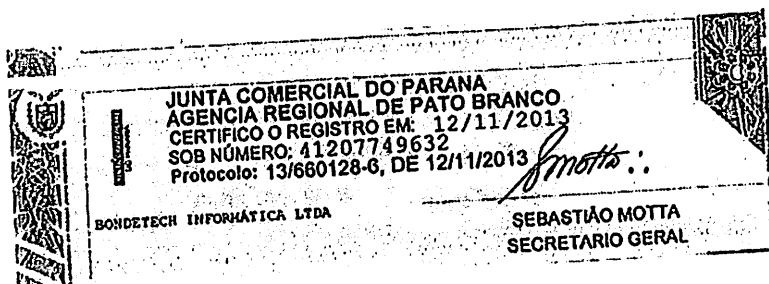 JUNTA COMERCIAL DO PARANA
AGENCIA REGIONAL DE PATO BRANCO
CERTIFICO O REGISTRO EM: 12/11/2013
SOB NÚMERO: 41207749632
Protocolo: 13/660128-6, DE 12/11/2013
BONDETECH INFORMÁTICA LTDA
SEBASTIÃO MOTTA
SECRETARIO GERAL